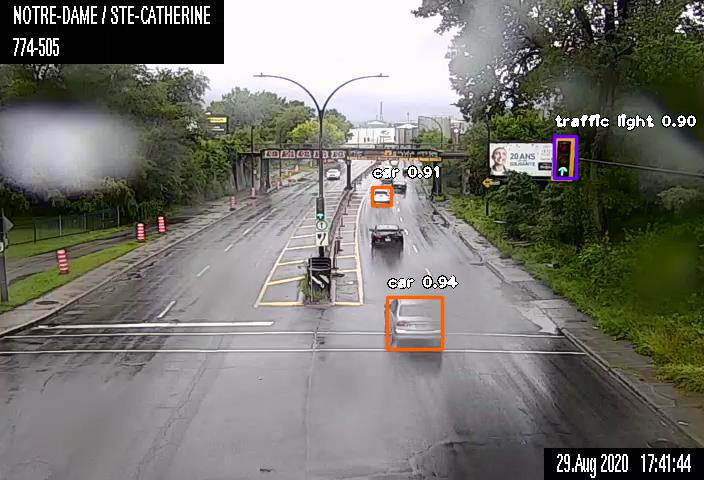 NOTRE-DAME / STE-CATHERINE
774-505
traffic light 0.90
car 0.91
20 ANS
car 0.94
29.Aug 2020 17:41:44